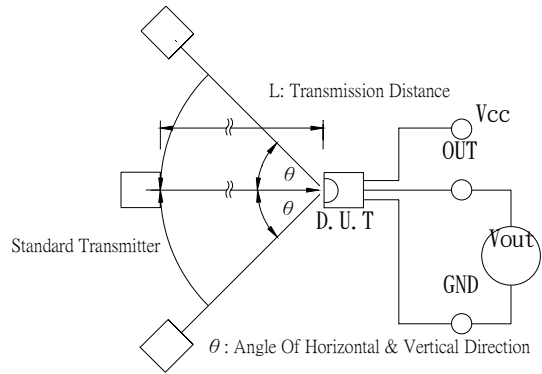 L: Transmission Distance
Vcc
OUT
θ
θ
D.U.T
Standard Transmitter
Vout
GND
θ : Angle Of Horizontal & Vertical Direction